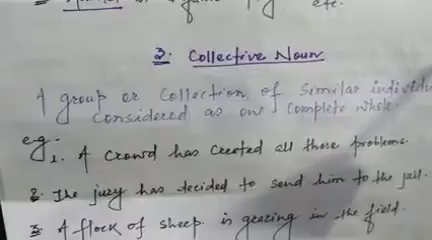 etc.
3. Collective Noun
A group or Collection of Similar individu
Considered as one Complete whole.
eg:
1. A crowd has created all these problems.
2. The jury has decided to send him to the jail.
3. A flock of sheep is grazing in the field.